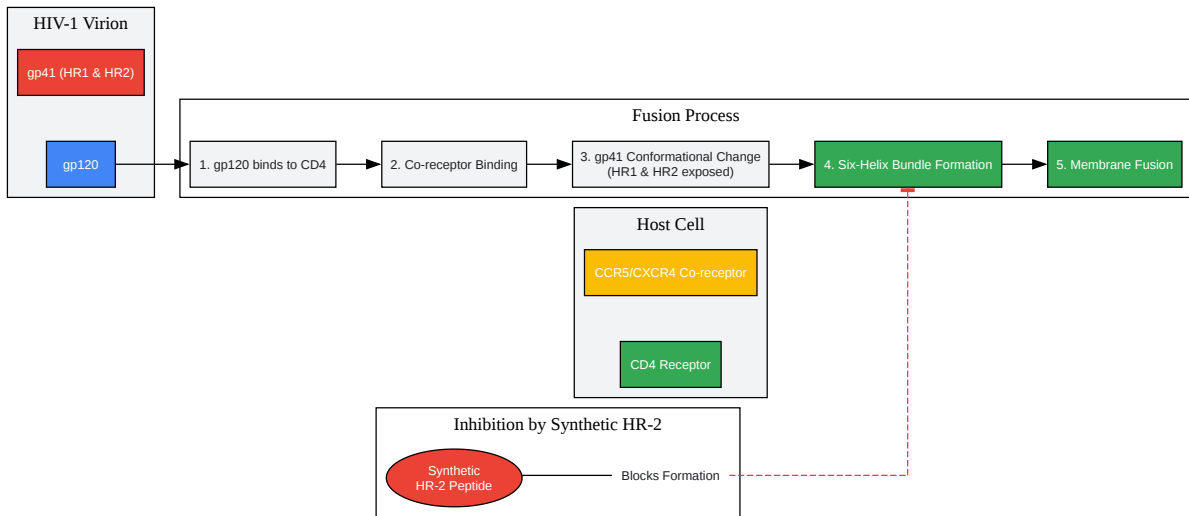 HIV-1 Virion
gp41 (HR1 & HR2)
gp120
Fusion Process
1. gp120 binds to CD4
2. Co-receptor Binding
3. gp41 Conformational Change
(HR1 & HR2 exposed)
4. Six-Helix Bundle Formation
5. Membrane Fusion
Host Cell
CCR5/CXCR4 Co-receptor
CD4 Receptor
Inhibition by Synthetic HR-2
Synthetic
HR-2 Peptide
Blocks Formation